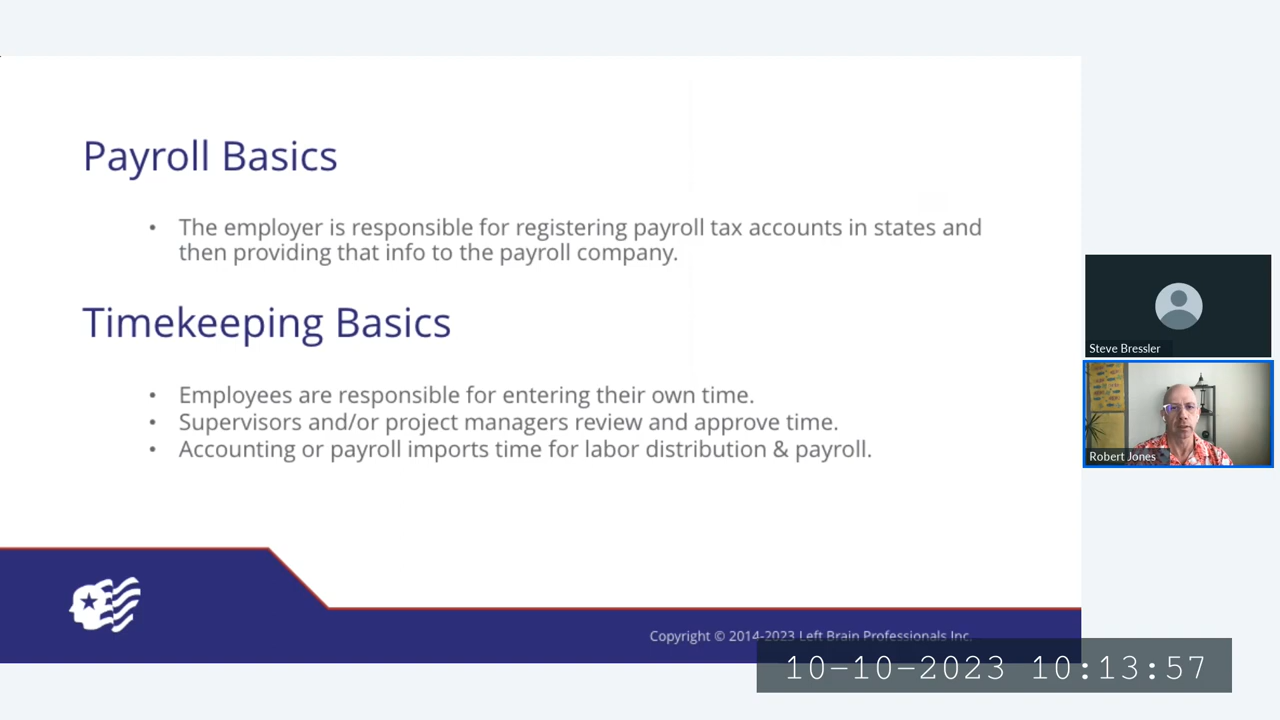 Payroll Basics
• The employer is responsible for registering payroll tax accounts in states and
then providing that info to the payroll company.
Timekeeping Basics
• Employees are responsible for entering their own time.
• Supervisors and/or project managers review and approve time.
• Accounting or payroll imports time for labor distribution & payroll.
Steve Bressler
Robert Jones
Copyright © 2014-2023 Left Brain Professionals Inc.
10-10-2023 10:13:57